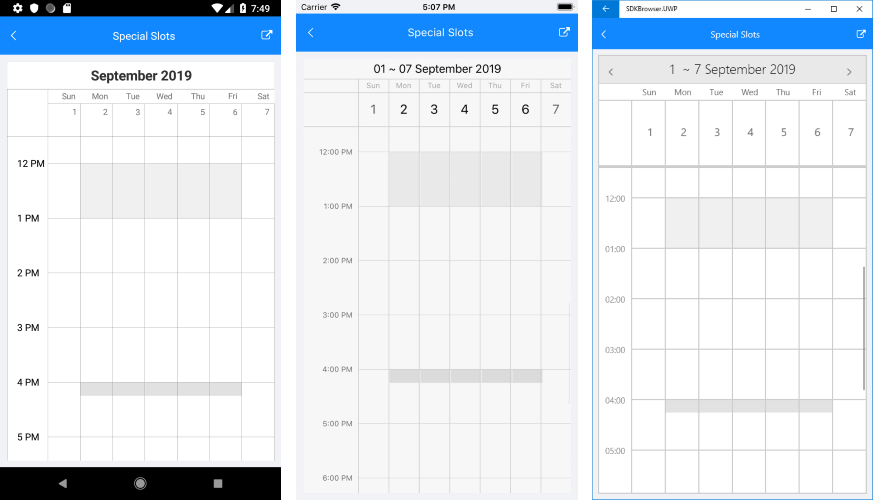 7:49
Special Slots
September 2019
Sun Mon Tue Wed Thu Fri Sat
1 2 3 4 5 6 7
12 PM
1 PM
2 PM
3 PM
4 PM
5 PM
Carrier 5:07 PM
Special Slots
01 ~ 07 September 2019
Sun Mon Tue Wed Thu Fri Sat
1 2 3 4 5 6 7
12:00 PM
1:00 PM
2:00 PM
3:00 PM
4:00 PM
5:00 PM
6:00 PM
SDKBrowser.UWP
Special Slots
1 ~ 7 September 2019
Sun Mon Tue Wed Thu Fri Sat
1 2 3 4 5 6 7
12:00
01:00
02:00
03:00
04:00
05:00